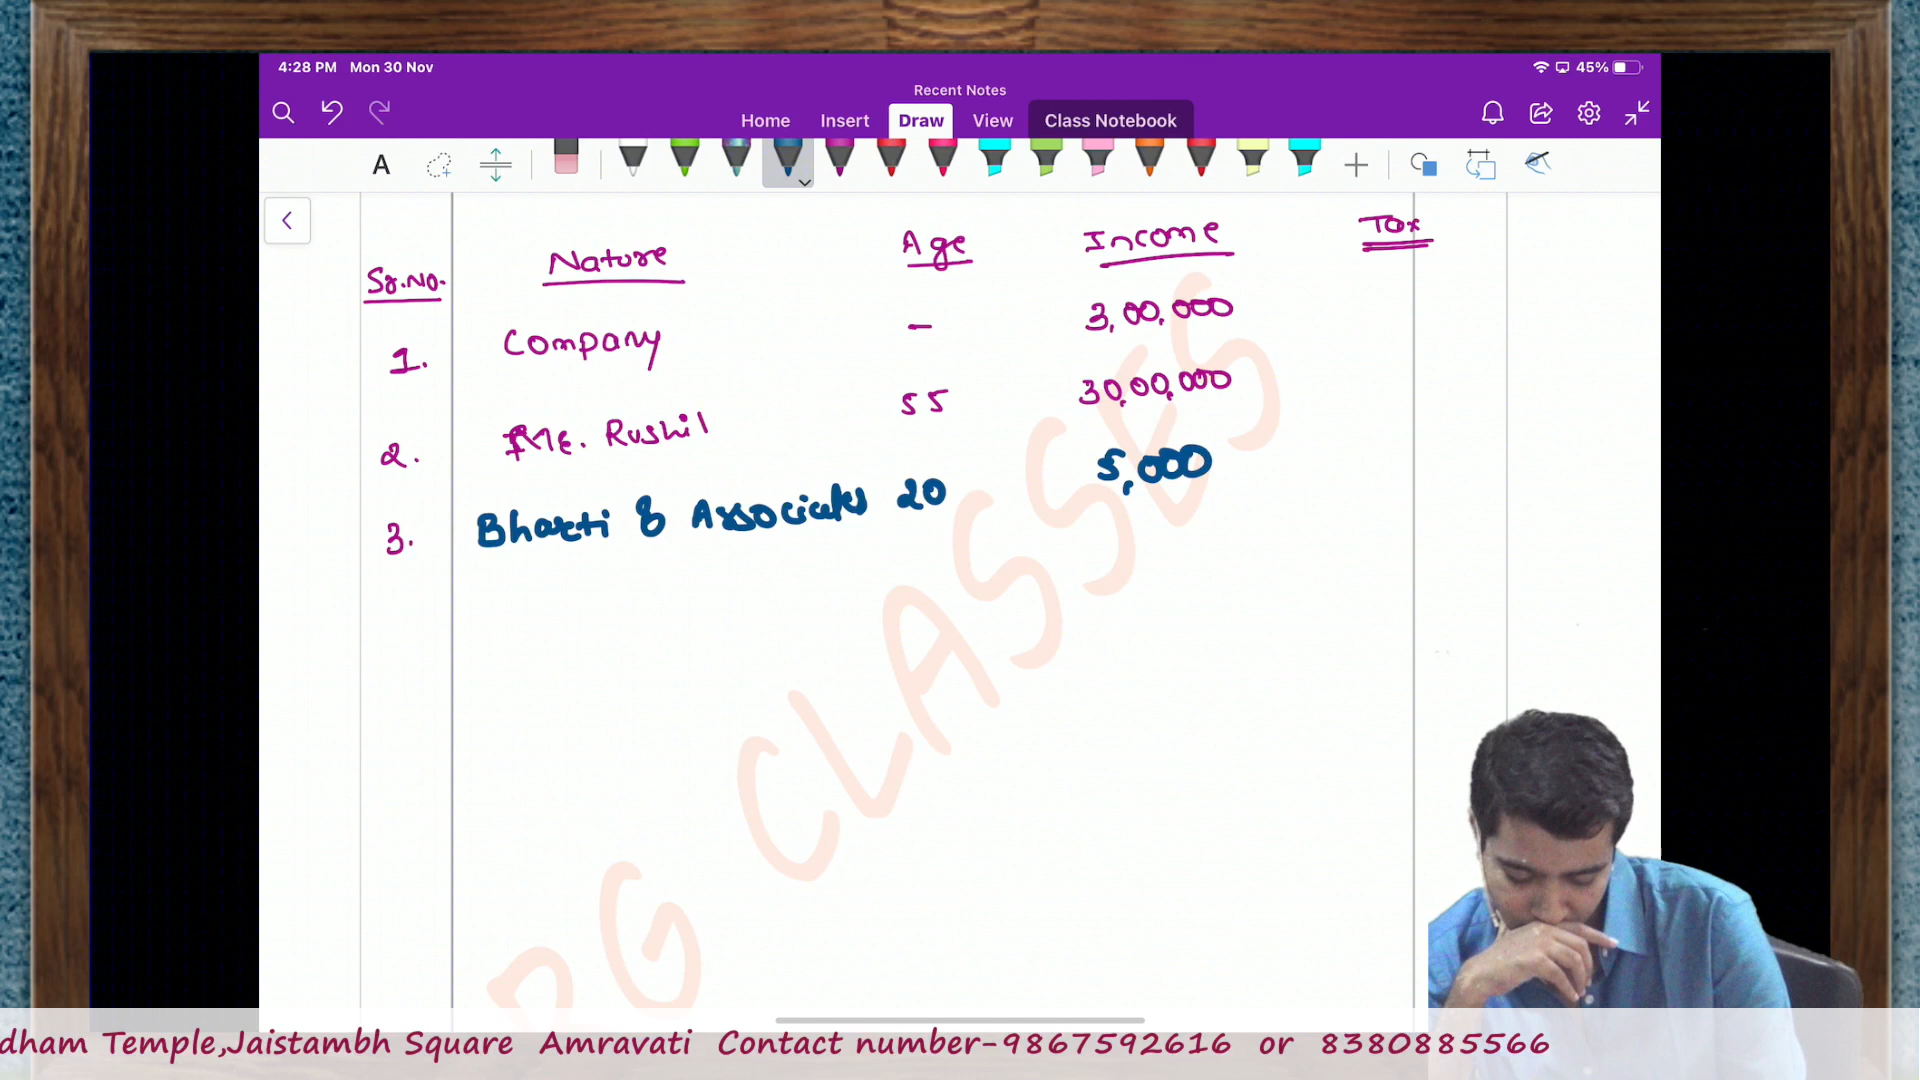 4:28 PM Mon 30 Nov
45%
Recent Notes
Home Insert Draw View Class Notebook
A
Sr.No. Nature Age Income Tax
1. Company - 3,00,000
2. Mr. Rushil 55 30,00,000
3. Bharti & Associates 20 5,000
PG CLASSES
dham Temple,Jaistambh Square Amravati Contact number-9867592616 or 8380885566